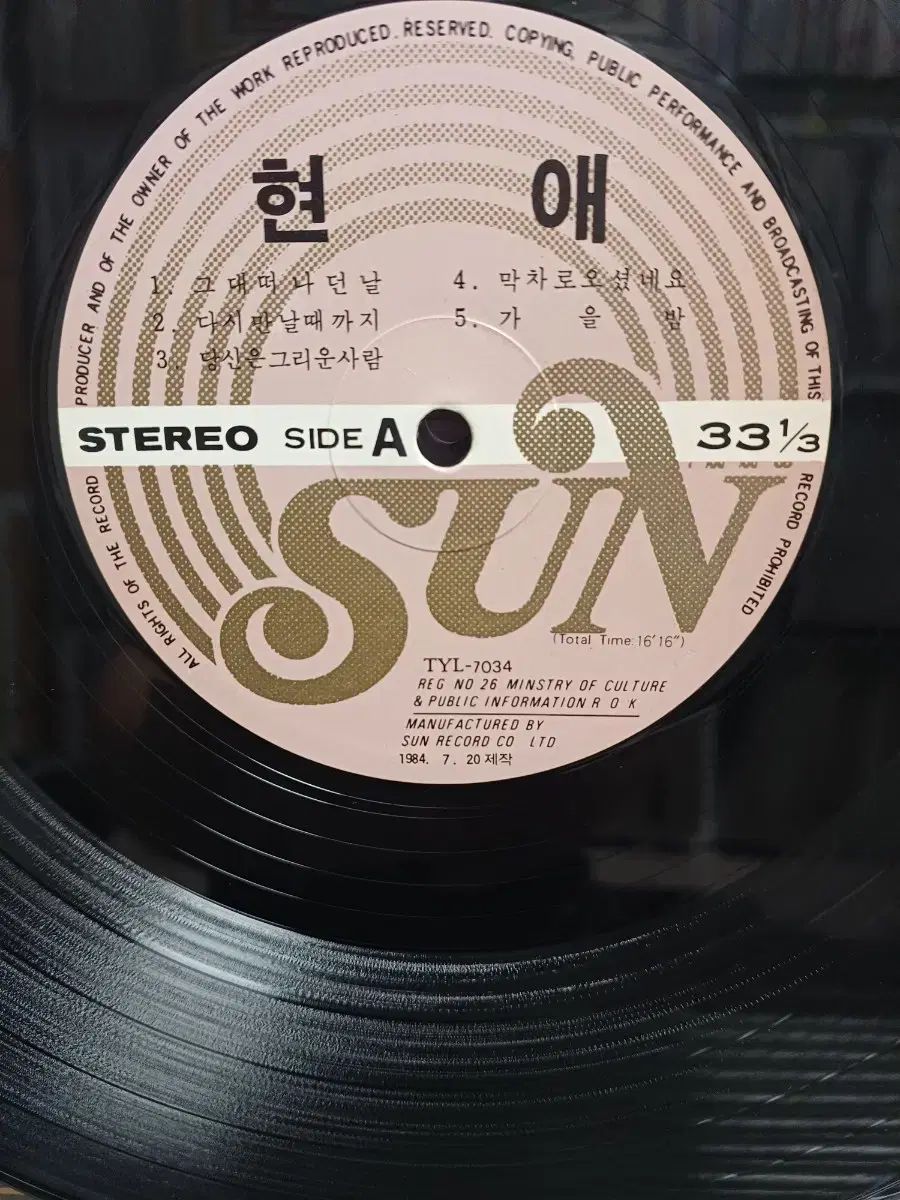 PRODUCER AND OF THE OWNER OF THE WORK REPRODUCED. RESERVED. COPYING, PUBLIC PERFORMANCE AND BROADCASTING OF THIS
현 애
1. 그대떠나던날
2. 다시만날때까지
3. 당신은그리운사람
4. 막차로오셨네요
5. 가을밤
STEREO SIDE A
33 1/3
SUN
(Total Time: 16'16")
TYL-7034
REG NO 26 MINSTRY OF CULTURE
& PUBLIC INFORMATION R O K
MANUFACTURED BY
SUN RECORD CO LTD
1984. 7. 20 제작
ALL RIGHTS OF THE RECORD
RECORD PROHIBITED